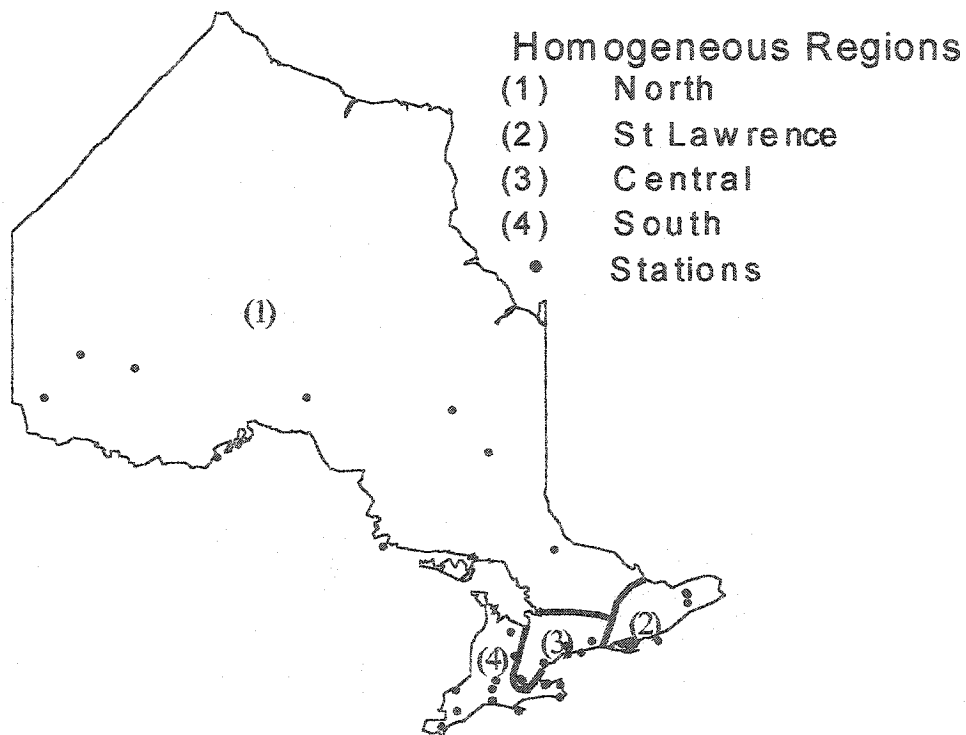 Homogeneous Regions
(1) North
(2) St Lawrence
(3) Central
(4) South
Stations
(1)
(2)
(3)
(4)